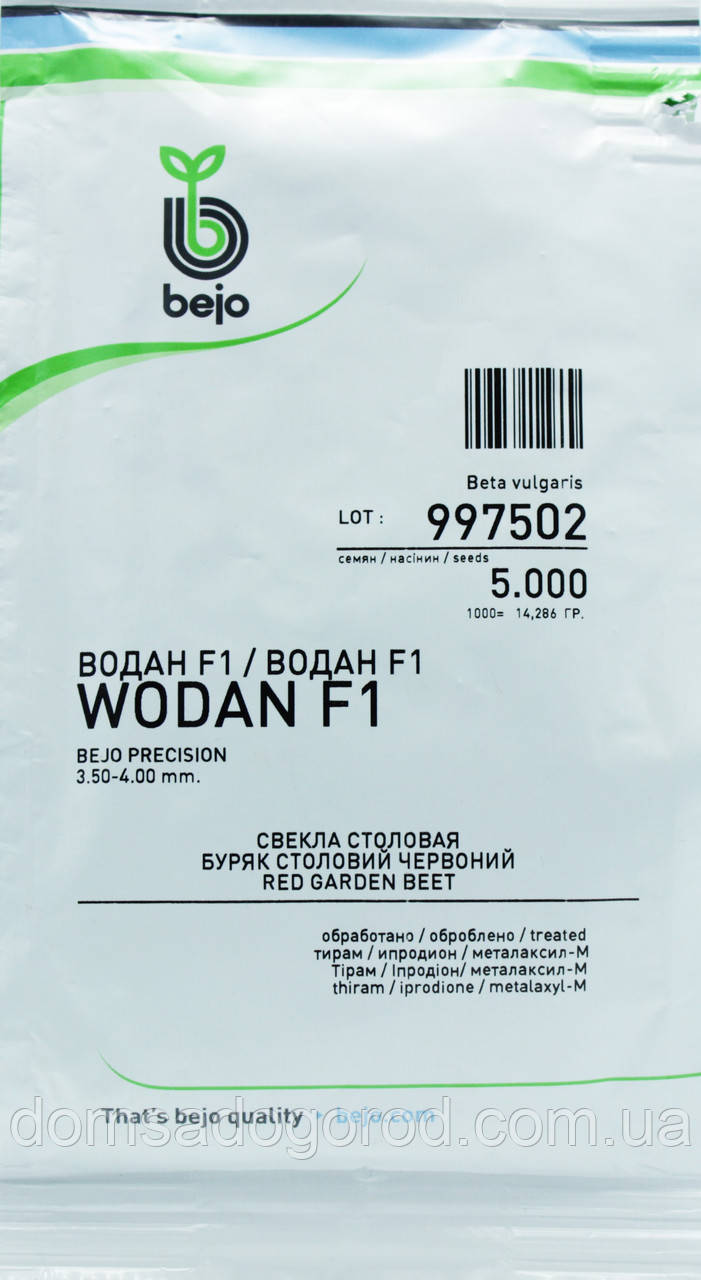 bejo
Beta vulgaris
LOT : 997502
семян / насінин / seeds
5.000
1000= 14,286 ГР.
ВОДАН F1 / ВОДАН F1
WODAN F1
BEJO PRECISION
3.50-4.00 mm.
СВЕКЛА СТОЛОВАЯ
БУРЯК СТОЛОВИЙ ЧЕРВОНИЙ
RED GARDEN BEET
обработано / оброблено / treated
тирам / ипродион / металаксил-М
Тірам / Іпродіон/ металаксил-М
thiram / iprodione / metalaxyl-M
That's bejo quality bejo.com
domsadogorod.com.ua